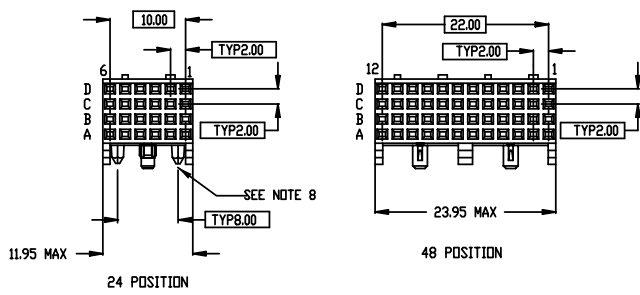 10.00
TYP2.00
6 1
D
C
B
A
TYP2.00
SEE NOTE 8
TYP8.00
11.95 MAX
24 POSITION
22.00
TYP2.00
12 1
D
C
B
A
TYP2.00
23.95 MAX
48 POSITION